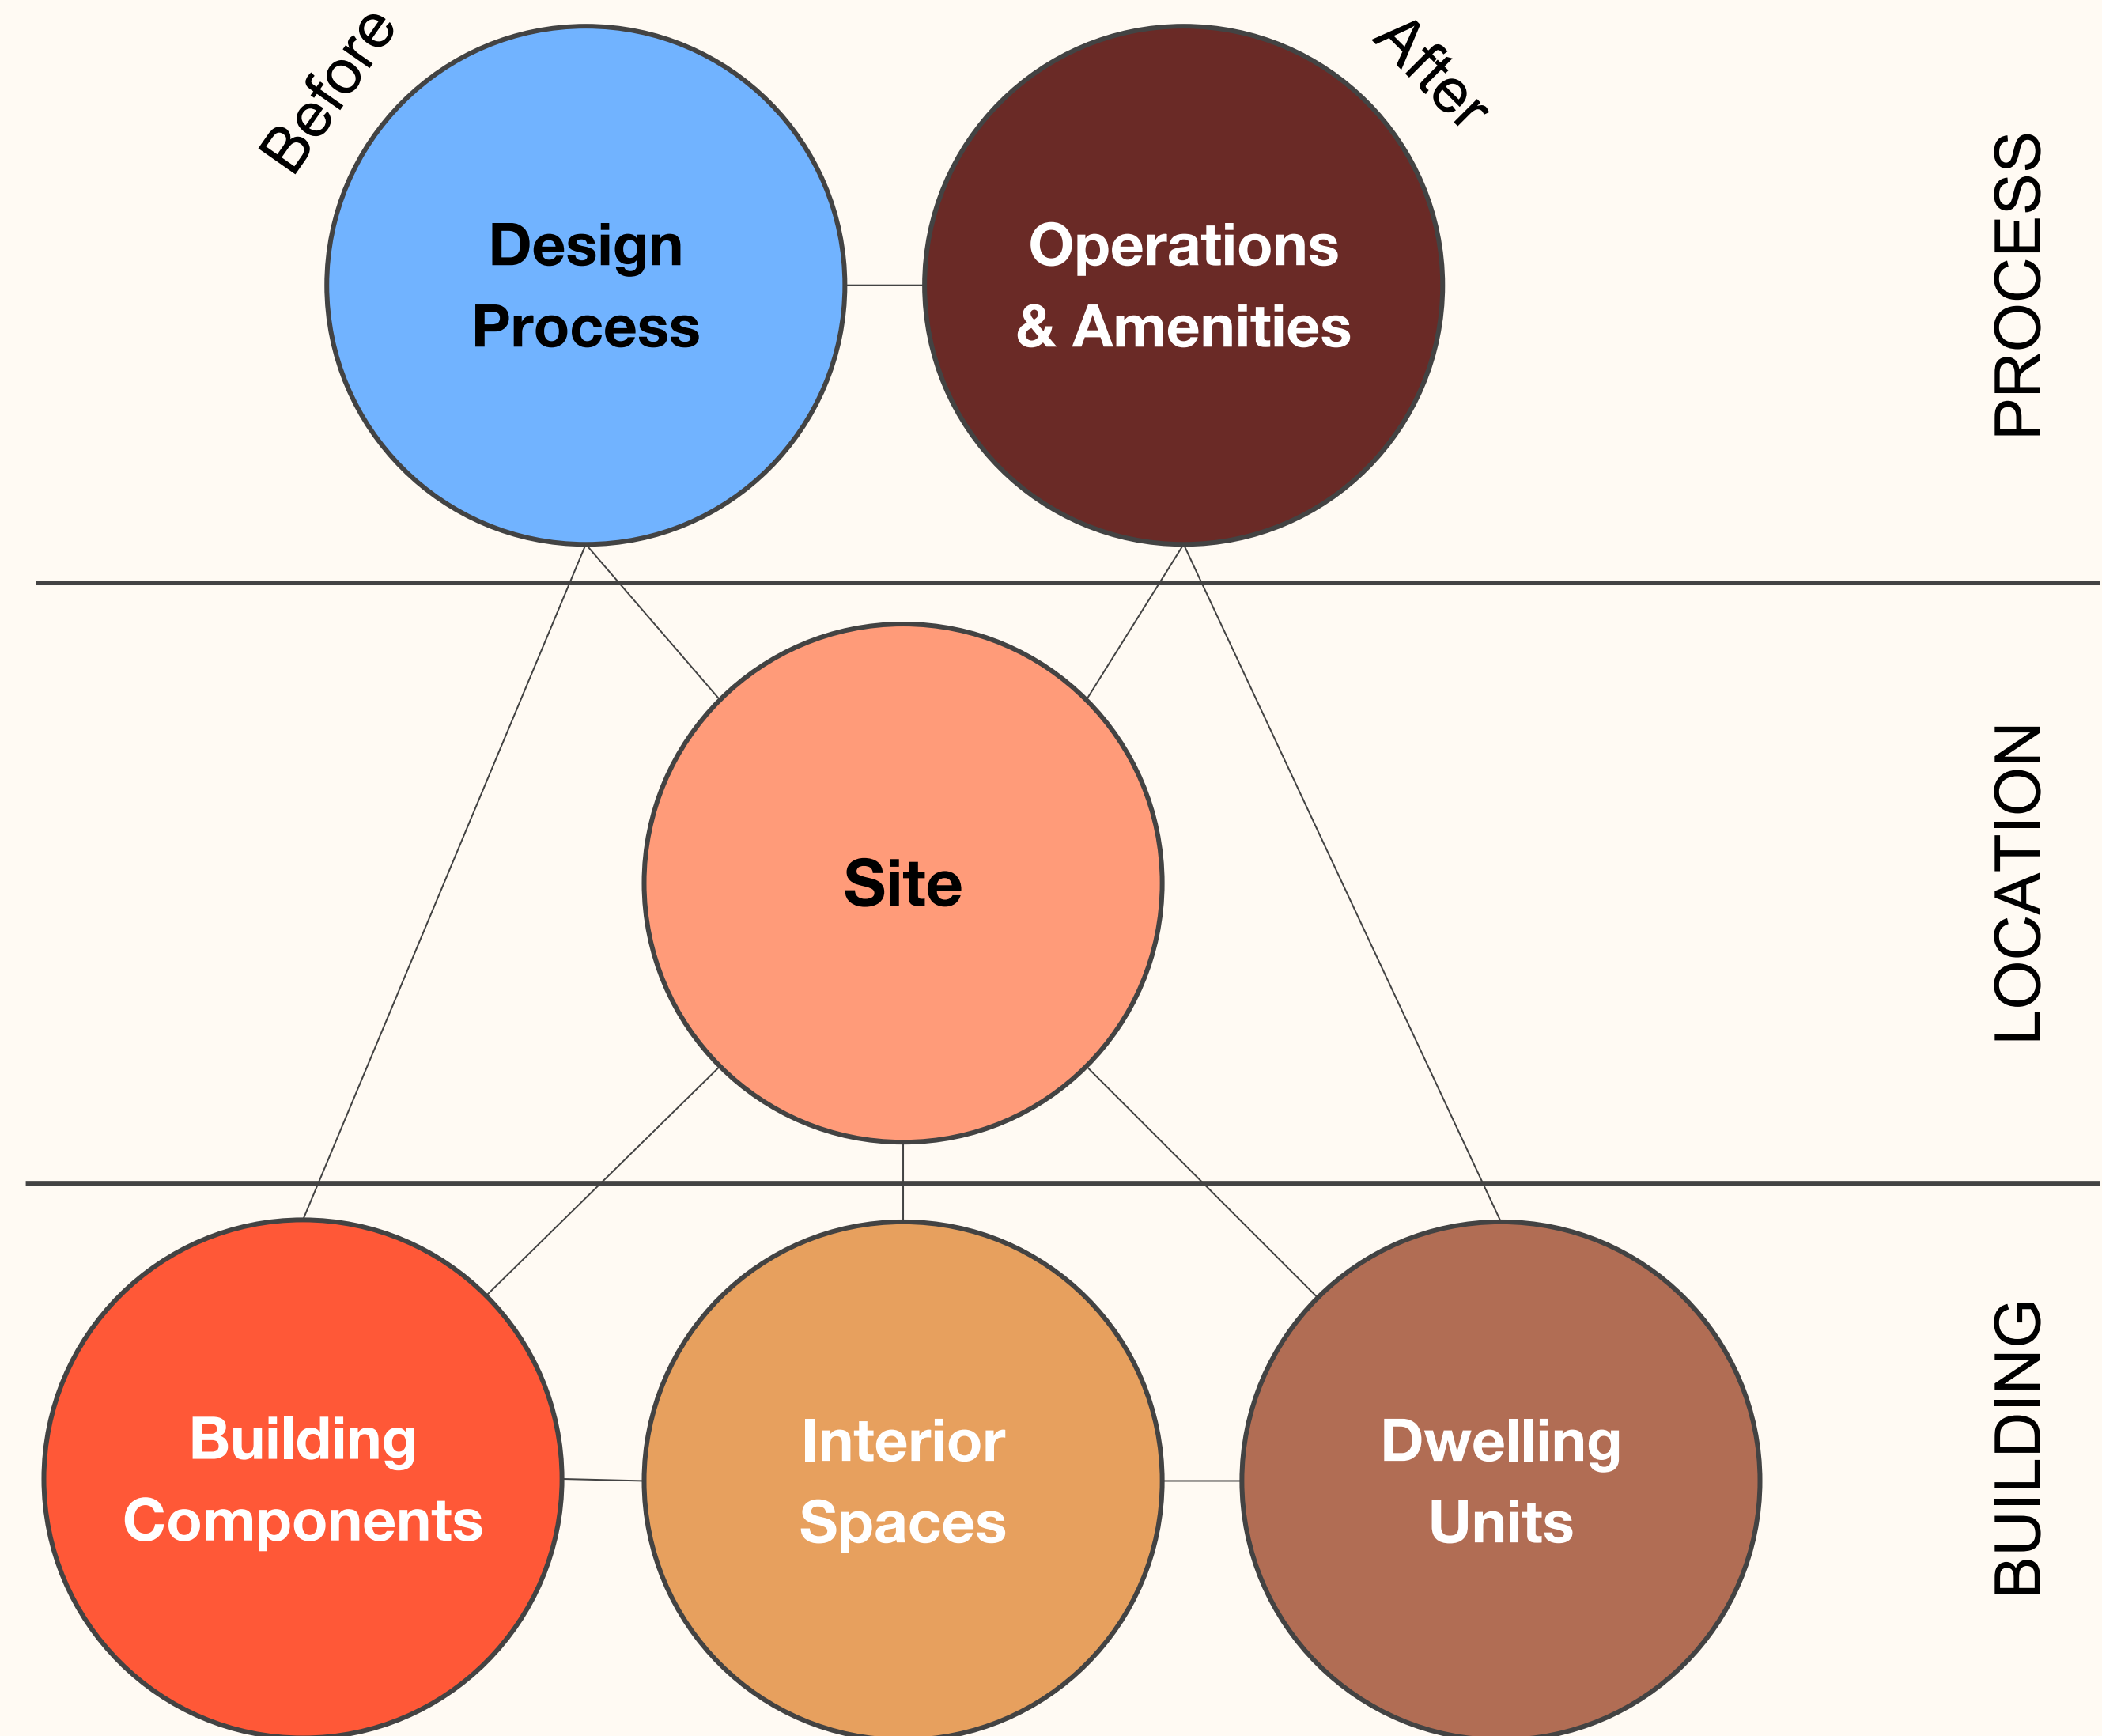 Before
After
Design
Process
Operations
& Amenities
PROCESS
Site
LOCATION
Building
Components
Interior
Spaces
Dwelling
Units
BUILDING